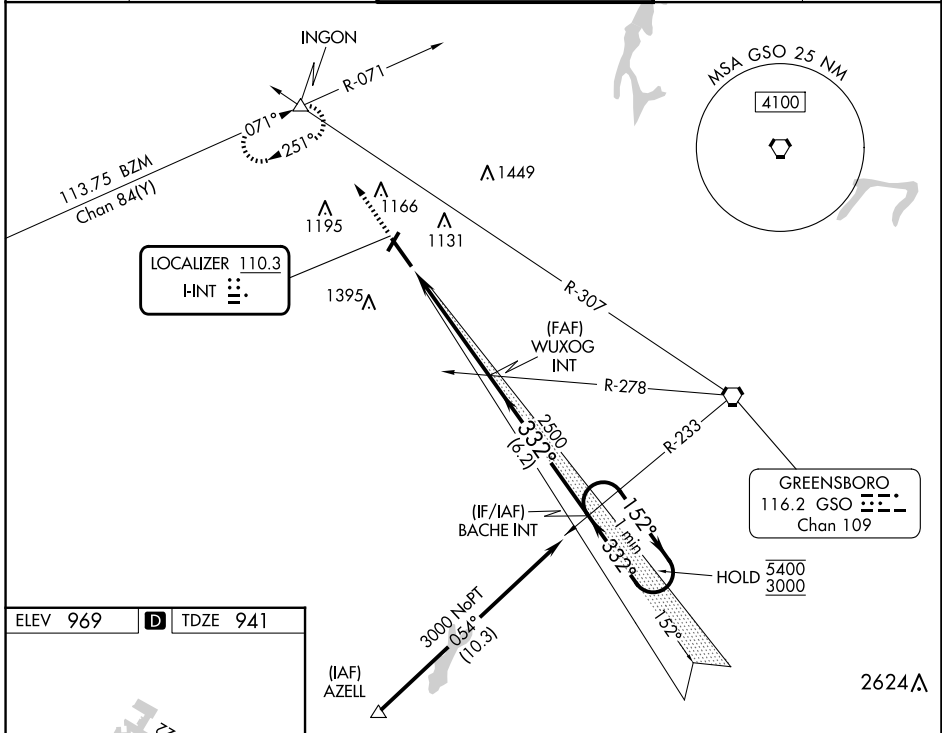 INGON
R-071
071°
251°
113.75 BZM
Chan 84(Y)
MSA GSO 25 NM
4100
1449
1166
1195
1131
1395
LOCALIZER 110.3
I-INT
R-307
(FAF)
WUXOG
INT
R-278
R-233
2500
332°
(6.2)
GREENSBORO
116.2 GSO
Chan 109
(IF/IAF)
BACHE INT
152°
1 min
332°
HOLD 5400
3000
152°
3000 NoPT
054°
(10.3)
(IAF)
AZELL
2624
ELEV 969 D TDZE 941
22